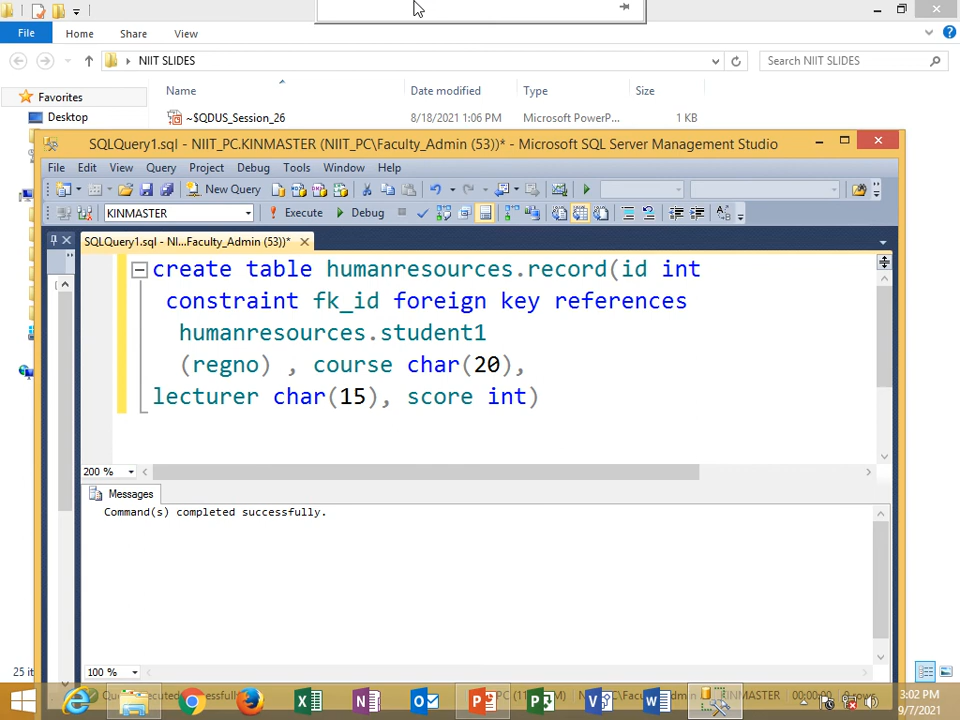 File
Home
Share
View
NIIT SLIDES
Search NIIT SLIDES
Favorites
Name
Date modified
Type
Size
Desktop
~$QDUS_Session_26
8/18/2021 1:06 PM
Microsoft PowerP...
1 KB
SQLQuery1.sql - NIIT_PC.KINMASTER (NIIT_PC\Faculty_Admin (53))* - Microsoft SQL Server Management Studio
File Edit View Query Project Debug Tools Window Help
New Query
KINMASTER
Execute
Debug
SQLQuery1.sql - NI...Faculty_Admin (53))*
create table humanresources.record(id int
constraint fk_id foreign key references
humanresources.student1
(regno) , course char(20),
lecturer char(15), score int)
200 %
Messages
Command(s) completed successfully.
100 %
25 it
3:02 PM
9/7/2021